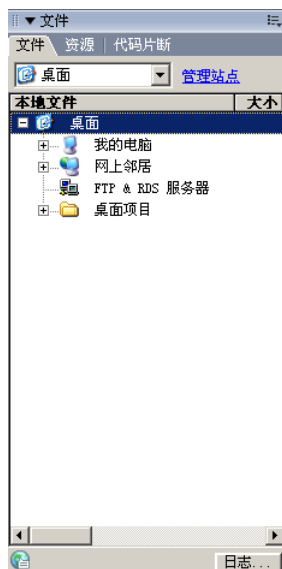 文件
文件 资源 代码片断
桌面 管理站点
本地文件 大小
桌面
我的电脑
网上邻居
FTP & RDS 服务器
桌面项目
日志...